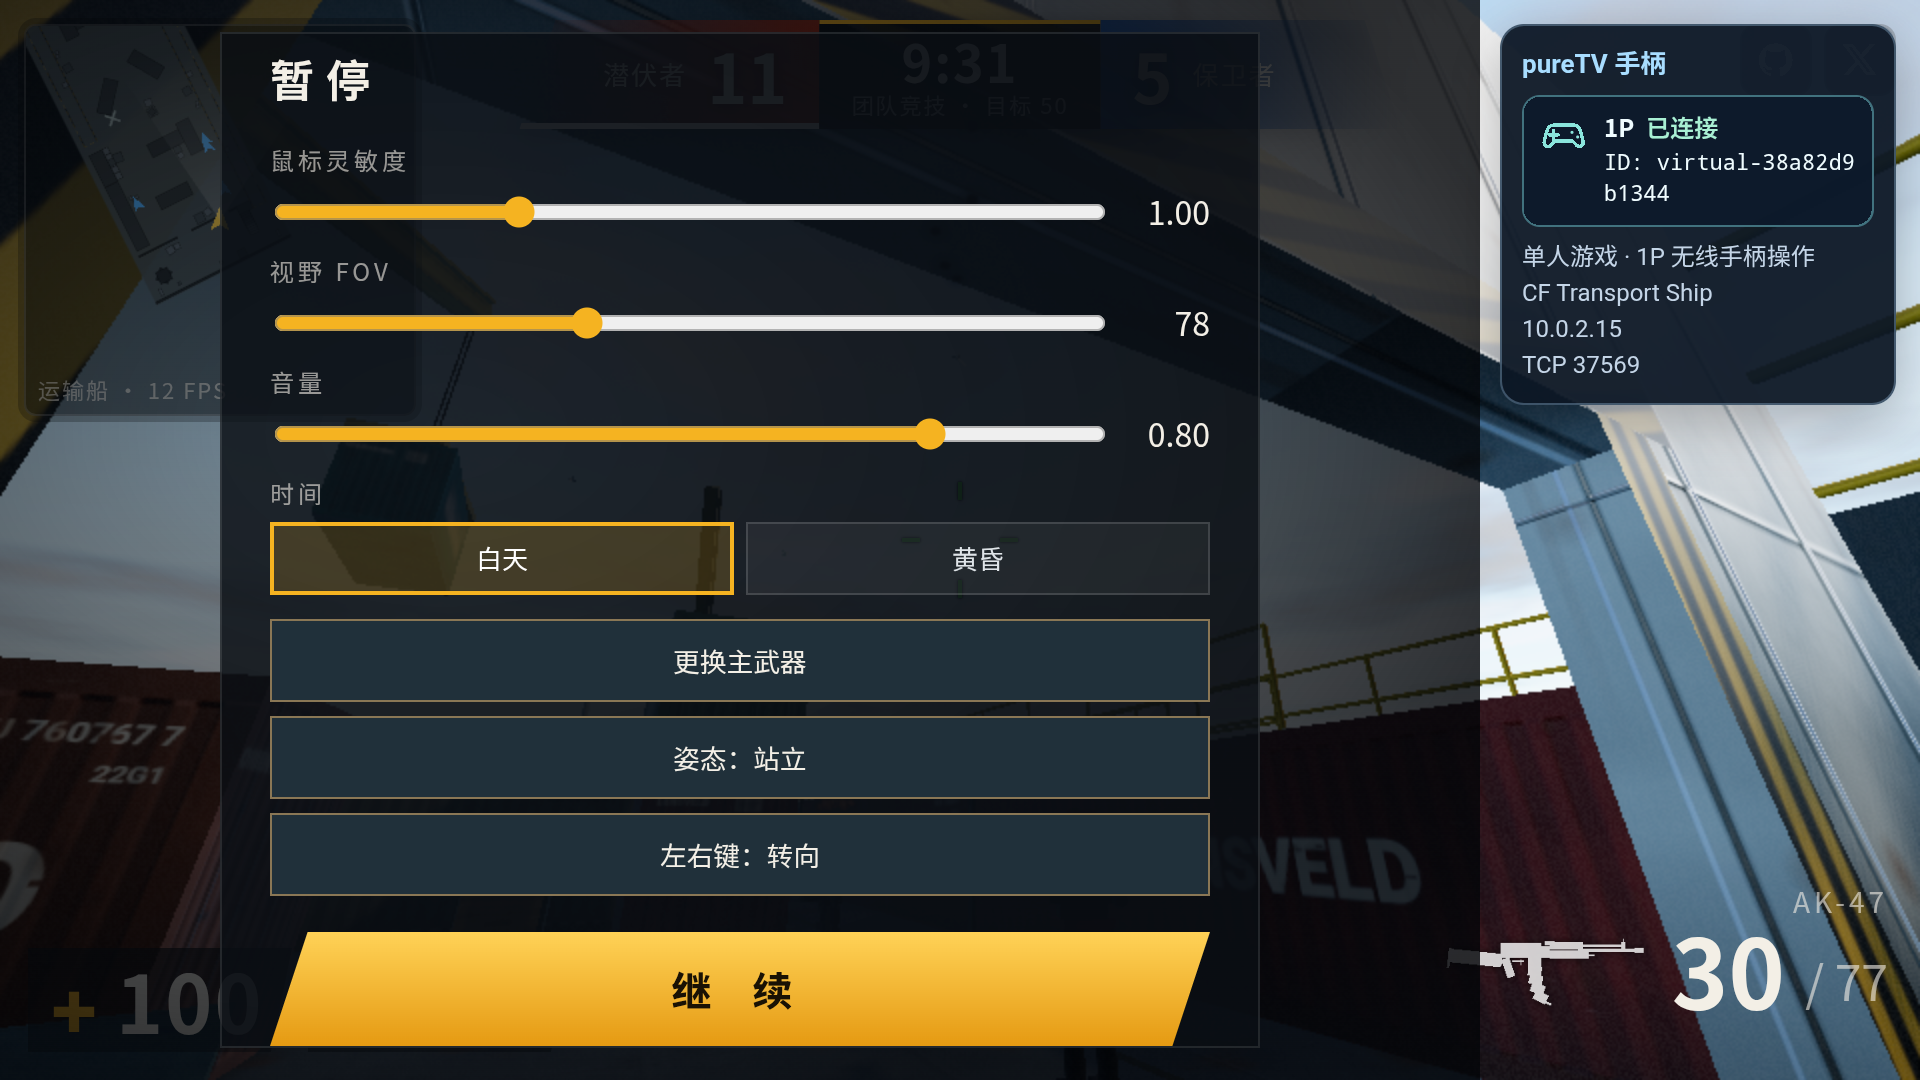 暂停
潜伏者 11
9:31
5 保卫者
团队竞技 · 目标 50
鼠标灵敏度
1.00
视野 FOV
78
运输船 · 12 FPS
音量
0.80
时间
白天
黄昏
更换主武器
姿态：站立
左右键：转向
继续
+ 100
pureTV 手柄
1P 已连接
ID: virtual-38a82d9
b1344
单人游戏 · 1P 无线手柄操作
CF Transport Ship
10.0.2.15
TCP 37569
760757 7
22G1
VELD
AK-47
30 / 77